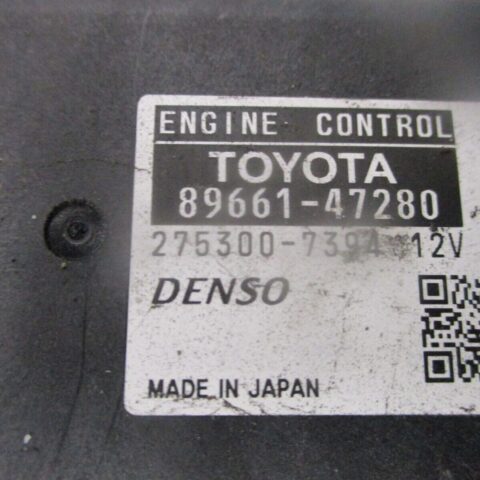 ENGINE CONTROL
TOYOTA
89661-47280
275300-7394 12V
DENSO
MADE IN JAPAN